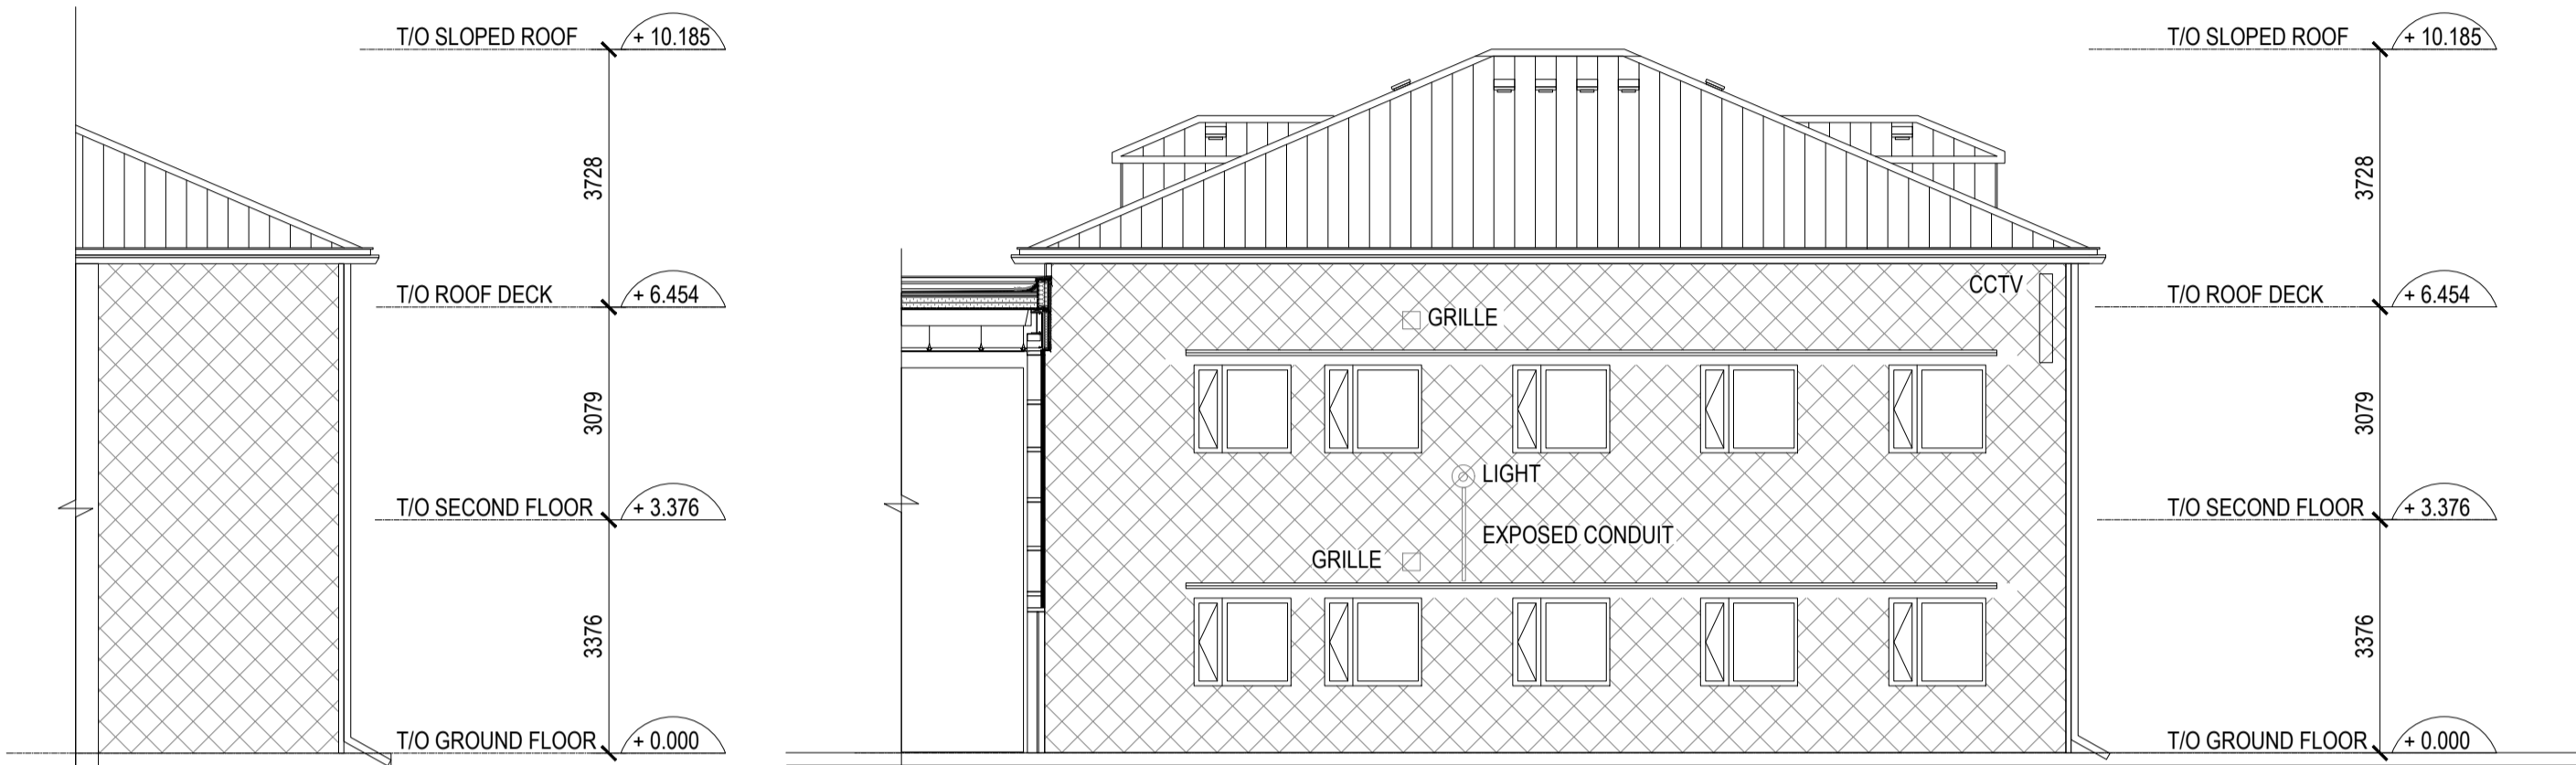 T/O SLOPED ROOF + 10.185
3728
T/O ROOF DECK + 6.454
3079
T/O SECOND FLOOR + 3.376
3376
T/O GROUND FLOOR + 0.000
CCTV
GRILLE
LIGHT
EXPOSED CONDUIT
GRILLE
T/O SLOPED ROOF + 10.185
3728
T/O ROOF DECK + 6.454
3079
T/O SECOND FLOOR + 3.376
3376
T/O GROUND FLOOR + 0.000